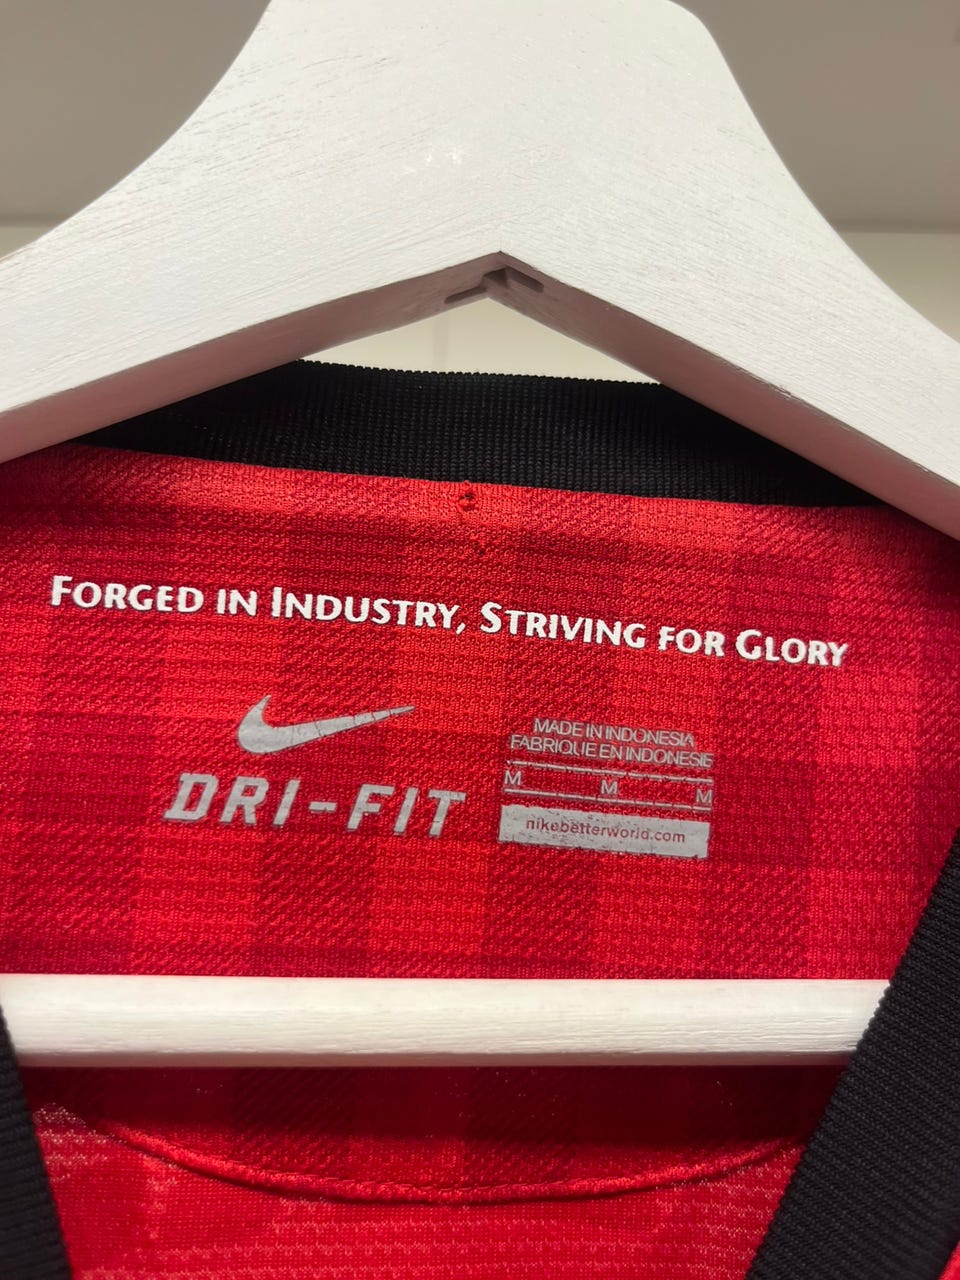 Forged in Industry, Striving for Glory
DRI-FIT
MADE IN INDONESIA
FABRIQUE EN INDONESIE
M M M
nikebetterworld.com